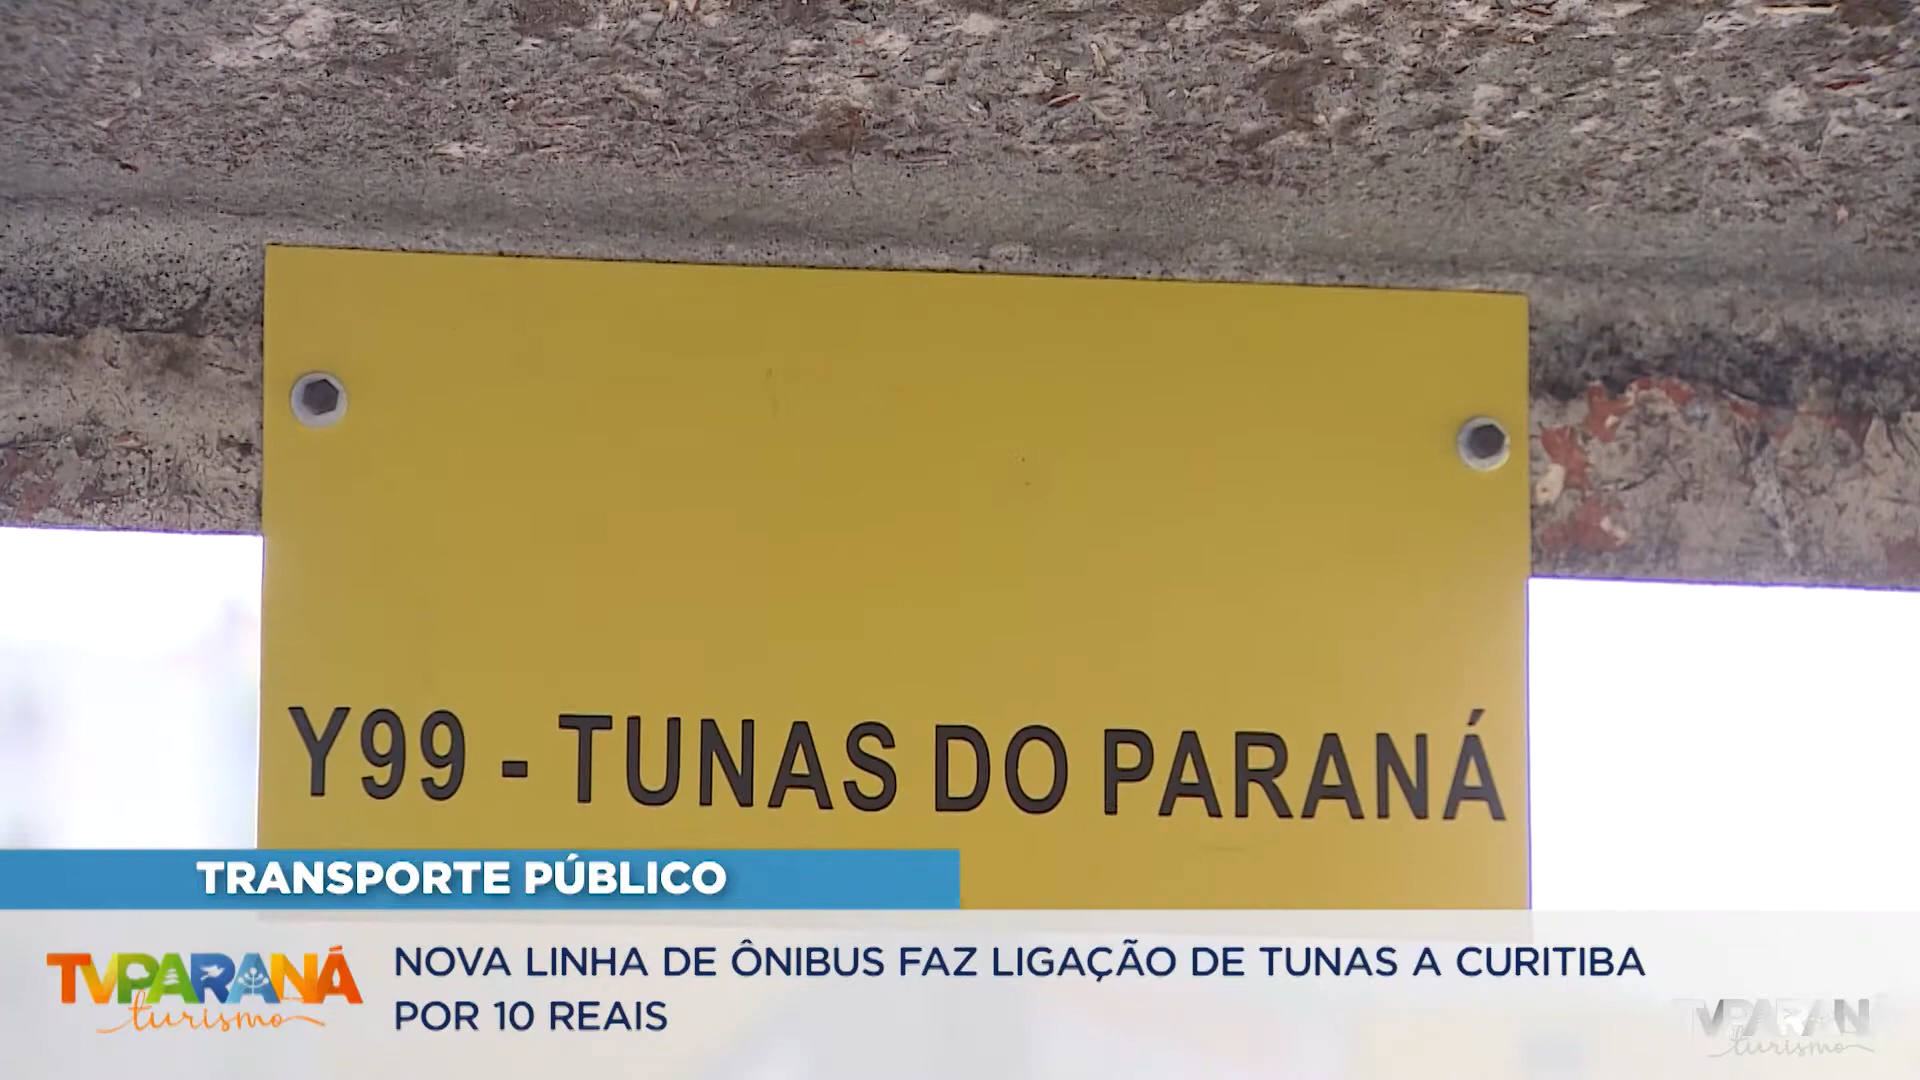 Y99 - TUNAS DO PARANÁ
TRANSPORTE PÚBLICO
TVPARANÁ
turismo
NOVA LINHA DE ÔNIBUS FAZ LIGAÇÃO DE TUNAS A CURITIBA
POR 10 REAIS
TVPARANÁ
turismo